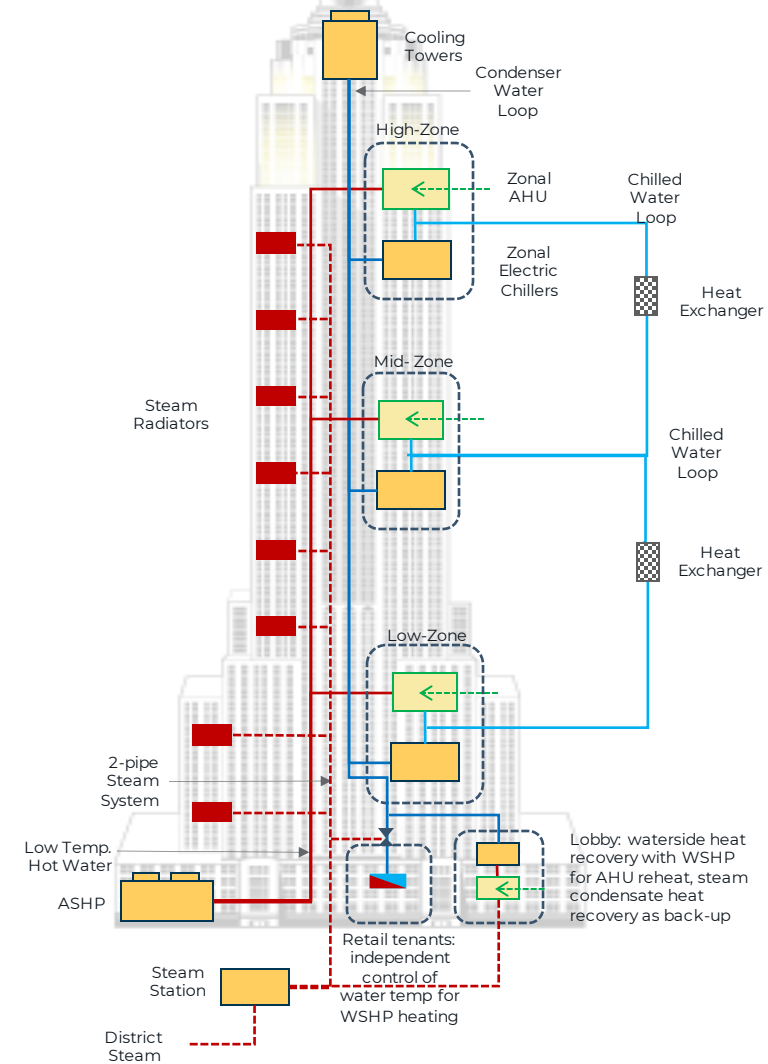 Cooling
Towers
Condenser
Water
Loop
High-Zone
Zonal
AHU
Chilled
Water
Loop
Zonal
Electric
Chillers
Heat
Exchanger
Mid- Zone
Steam
Radiators
Chilled
Water
Loop
Heat
Exchanger
Low-Zone
2-pipe
Steam
System
Low Temp.
Hot Water
ASHP
Lobby: waterside heat
recovery with WSHP
for AHU reheat, steam
condensate heat
recovery as back-up
Retail tenants:
independent
control of
water temp for
WSHP heating
Steam
Station
District
Steam